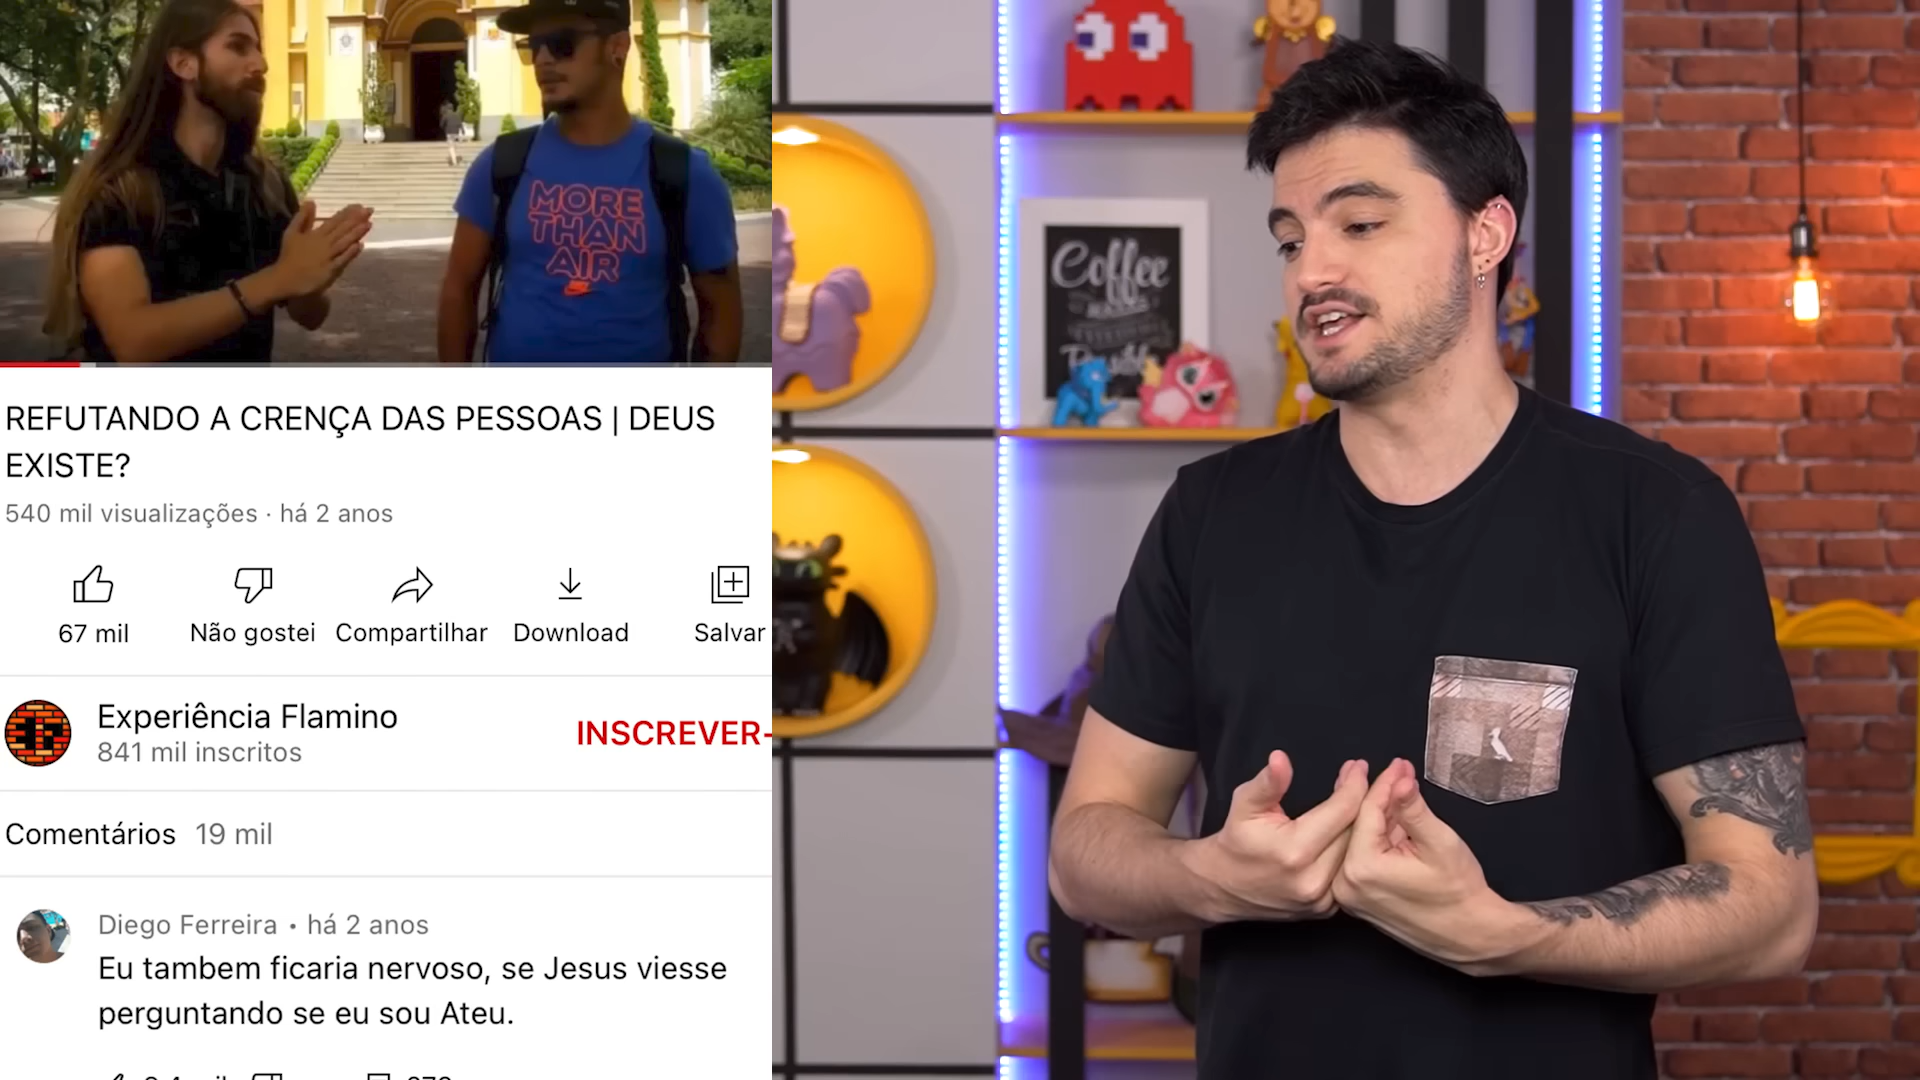 MORE
THAN
AIR
REFUTANDO A CRENÇA DAS PESSOAS | DEUS
EXISTE?
540 mil visualizações · há 2 anos
67 mil
Não gostei
Compartilhar
Download
Salvar
Experiência Flamino
841 mil inscritos
INSCREVER-
Comentários 19 mil
Diego Ferreira • há 2 anos
Eu tambem ficaria nervoso, se Jesus viesse
perguntando se eu sou Ateu.
Coffee
MAKES
Possible